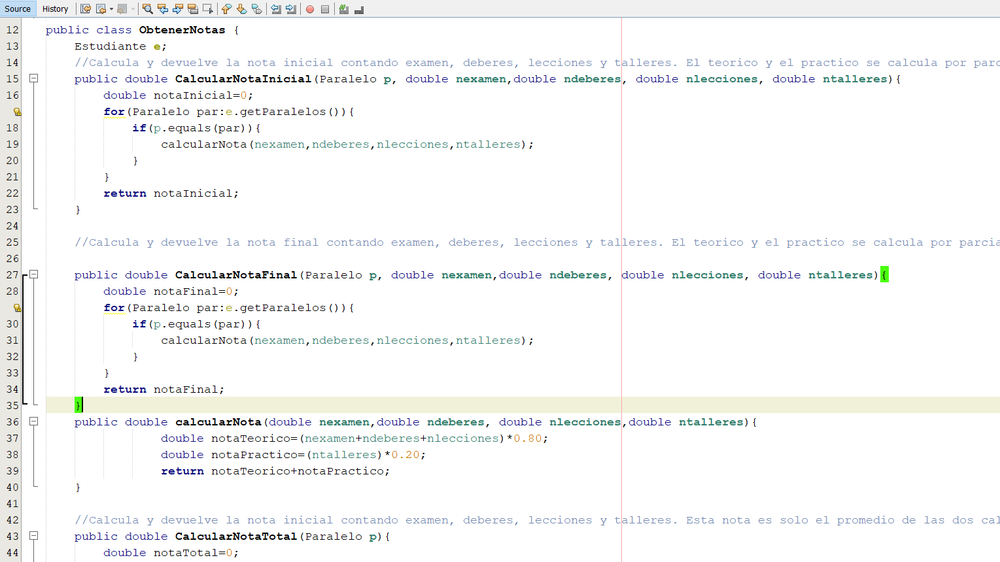 Source History
12 public class ObtenerNotas {
13 Estudiante e;
14 //Calcula y devuelve la nota inicial contando examen, deberes, lecciones y talleres. El teorico y el practico se calcula por parc
15 public double CalcularNotaInicial(Paralelo p, double nexamen,double ndeberes, double nlecciones, double ntalleres){
16 double notaInicial=0;
for(Paralelo par:e.getParalelos()){
18 if(p.equals(par)){
19 calcularNota(nexamen,ndeberes,nlecciones,ntalleres);
20 }
21 }
22 return notaInicial;
23 }
24
25 //Calcula y devuelve la nota final contando examen, deberes, lecciones y talleres. El teorico y el practico se calcula por parcia
26
27 public double CalcularNotaFinal(Paralelo p, double nexamen,double ndeberes, double nlecciones, double ntalleres){
28 double notaFinal=0;
for(Paralelo par:e.getParalelos()){
30 if(p.equals(par)){
31 calcularNota(nexamen,ndeberes,nlecciones,ntalleres);
32 }
33 }
34 return notaFinal;
35 }
36 public double calcularNota(double nexamen,double ndeberes, double nlecciones,double ntalleres){
37 double notaTeorico=(nexamen+ndeberes+nlecciones)*0.80;
38 double notaPractico=(ntalleres)*0.20;
39 return notaTeorico+notaPractico;
40 }
41
42 //Calcula y devuelve la nota inicial contando examen, deberes, lecciones y talleres. Esta nota es solo el promedio de las dos cal
43 public double CalcularNotaTotal(Paralelo p){
44 double notaTotal=0;